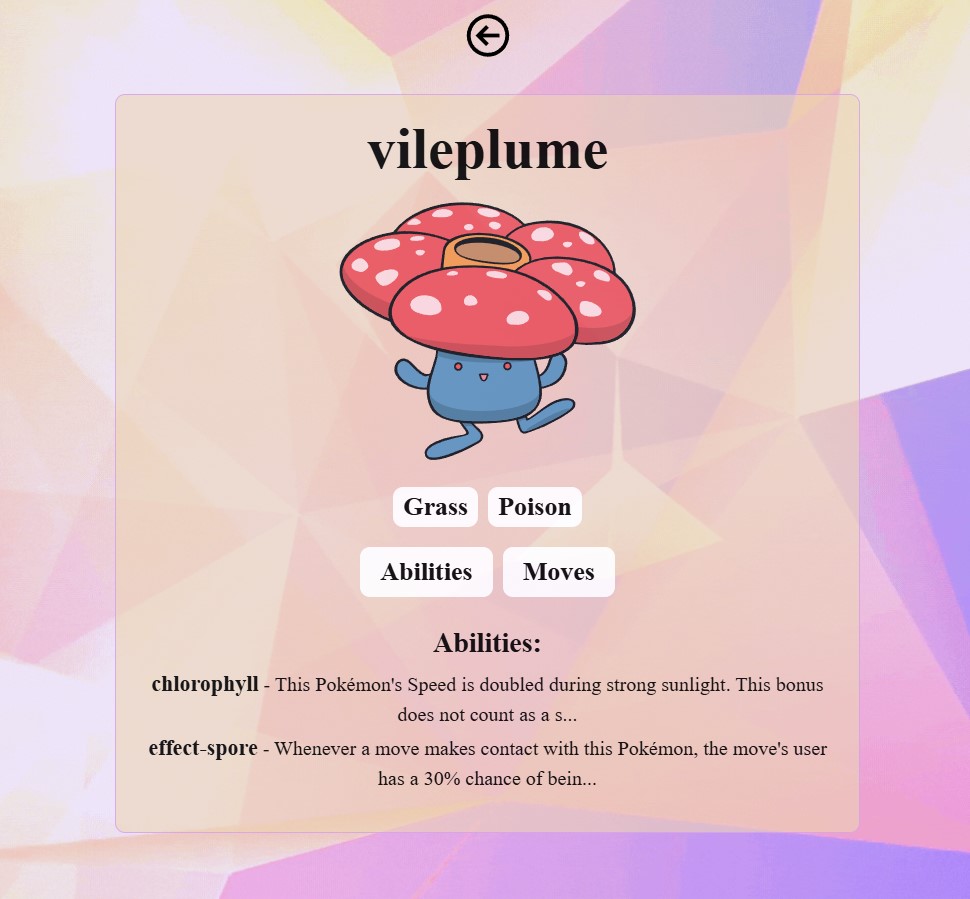 vileplume
Grass Poison
Abilities Moves
Abilities:
chlorophyll - This Pokémon's Speed is doubled during strong sunlight. This bonus
does not count as a s...
effect-spore - Whenever a move makes contact with this Pokémon, the move's user
has a 30% chance of bein...